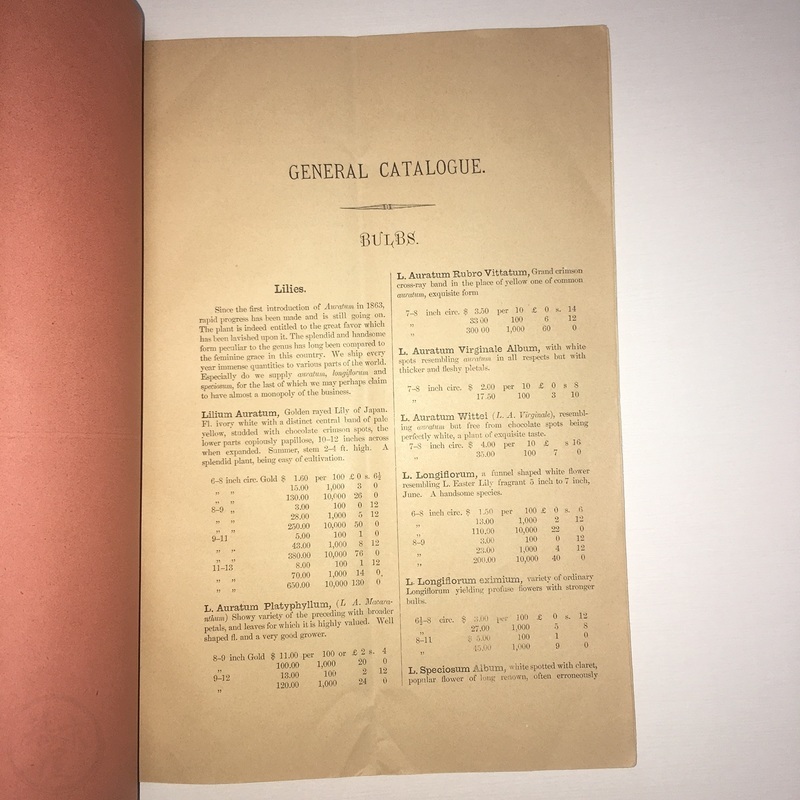 GENERAL CATALOGUE.
BULBS.
Lilies.
Since the first introduction of Auratum in 1863,
rapid progress has been made and is still going on.
The plant is indeed entitled to the great favor which
has been lavished upon it. The splendid and handsome
form peculiar to the genus has long been compared to
the feminine grace in this country. We ship every
year immense quantities to various parts of the world.
Especially do we supply auratum, longiflorum and
speciosum, for the last of which we may perhaps claim
to have almost a monopoly of the business.
Lilium Auratum, Golden rayed Lily of Japan.
Fl. ivory white with a distinct central band of pale
yellow, studded with chocolate crimson spots, the
lower parts copiously papillose, 10–12 inches across
when expanded. Summer, stem 2–4 ft. high. A
splendid plant, being easy of cultivation.
6–8 inch circ. Gold $ 1.60 per 100 £ 0 s. 6½
„ „ 15.00 1,000 3 0
„ „ 130.00 10,000 26 0
8–9 „ 3.00 100 0 12
„ „ 28.00 1,000 5 12
„ „ 250.00 10,000 50 0
9–11 5.00 100 1 0
„ „ 43.00 1,000 8 12
„ „ 380.00 10,000 76 0
11–13 8.00 100 1 12
„ „ 70.00 1,000 14 0
„ „ 650.00 10,000 130 0
L. Auratum Platyphyllum, (L A. Macranathum)
Showy variety of the preceding with broader
petals, and leaves for which it is highly valued. Well
shaped fl. and a very good grower.
8–9 inch Gold $ 11.00 per 100 or £ 2 s. 4
„ 100.00 1,000 20 0
9–12 13.00 100 2 12
„ 120.00 1,000 24 0
L. Auratum Rubro Vittatum, Grand crimson
cross-ray band in the place of yellow one of common
auratum, exquisite form
7–8 inch circ. $ 3.50 per 10 £ 0 s. 14
„ 33.00 100 6 12
„ 300 00 1,000 60 0
L. Auratum Virginale Album, with white
spots resembling auratum in all respects but with
thicker and fleshy pletals.
7–8 inch circ. $ 2.00 per 10 £ 0 s 8
„ 17.50 100 3 10
L. Auratum Wittei (L. A. Virginale), resembling
auratum but free from chocolate spots being
perfectly white, a plant of exquisite taste.
7–8 inch circ. $ 4.00 per 10 £ s 16
„ 35.00 100 7 0
L. Longiflorum, a funnel shaped white flower
resembling L. Easter Lily fragrant 5 inch to 7 inch,
June. A handsome species.
6–8 inch circ. $ 1.50 per 100 £ 0 s. 6
„ 13.00 1,000 2 12
„ 110.00 10,000 22 0
8–9 3.00 100 0 12
„ 23.00 1,000 4 12
„ 200.00 10,000 40 0
L. Longiflorum eximium, variety of ordinary
Longiflorum yielding profuse flowers with stronger
bulbs.
6½–8 circ. $ 3.00 per 100 £ 0 s. 12
„ 27.00 1,000 5 8
8–11 $ 5.00 100 1 0
„ 45.00 1,000 9 0
L. Speciosum Album, white spotted with claret,
popular flower of long renown, often erroneously